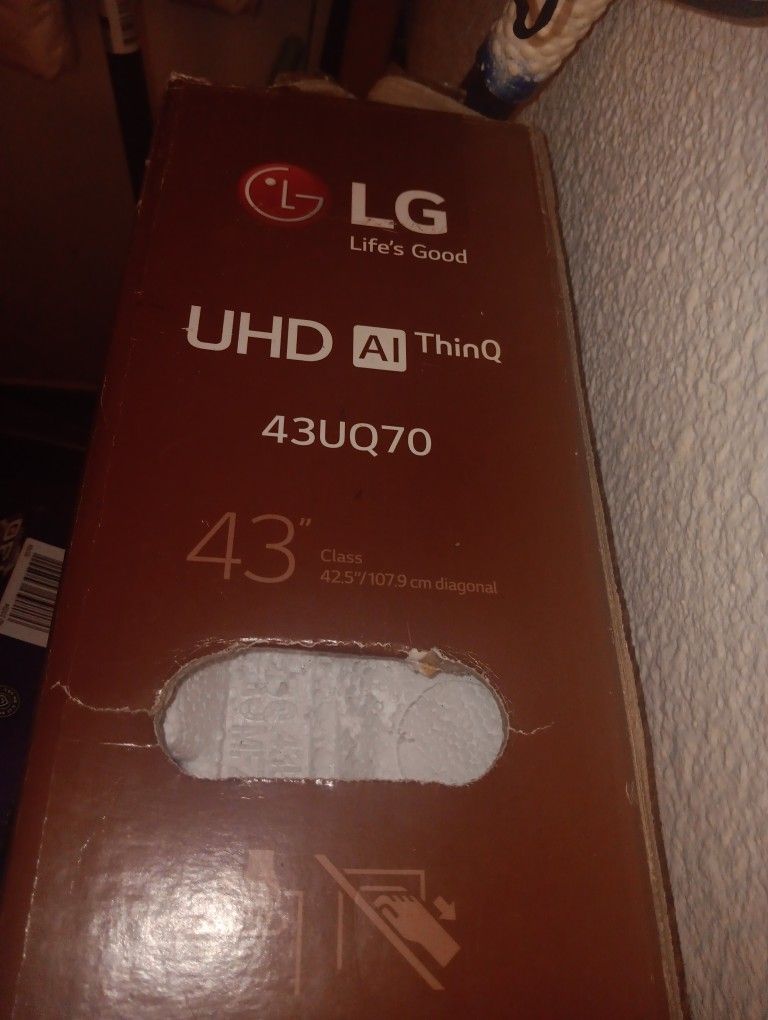 LG
Life's Good
UHD AI ThinQ
43UQ70
43"
Class
42.5"/107.9 cm diagonal